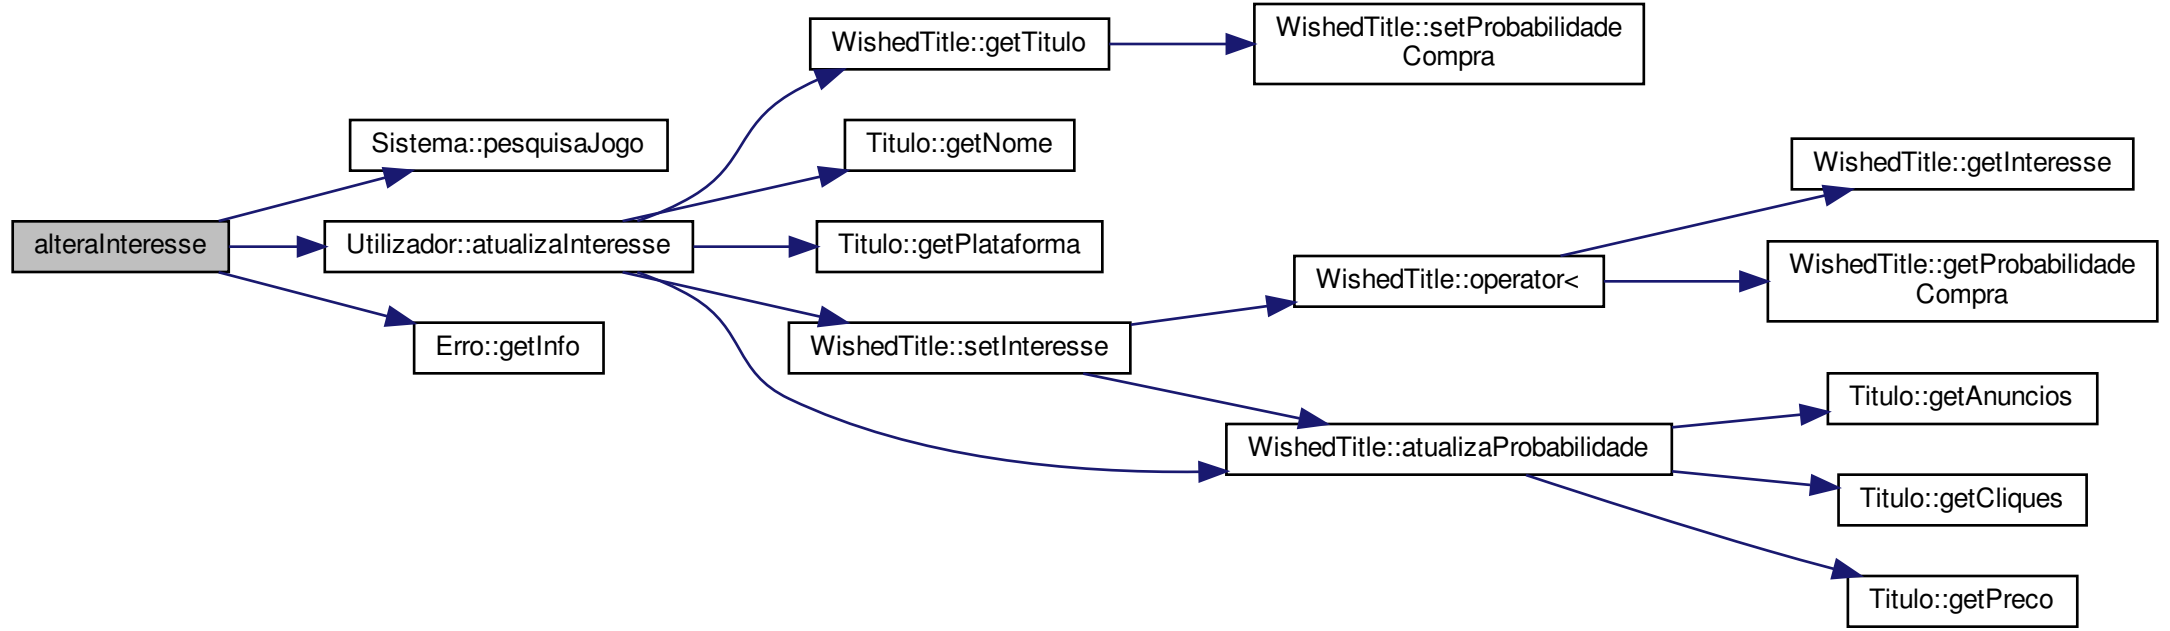 alteraInteresse
Sistema::pesquisaJogo
Utilizador::atualizaInteresse
Erro::getInfo
WishedTitle::getTitulo
Titulo::getNome
Titulo::getPlataforma
WishedTitle::setInteresse
WishedTitle::setProbabilidade
Compra
WishedTitle::operator<
WishedTitle::atualizaProbabilidade
WishedTitle::getInteresse
WishedTitle::getProbabilidade
Compra
Titulo::getAnuncios
Titulo::getCliques
Titulo::getPreco